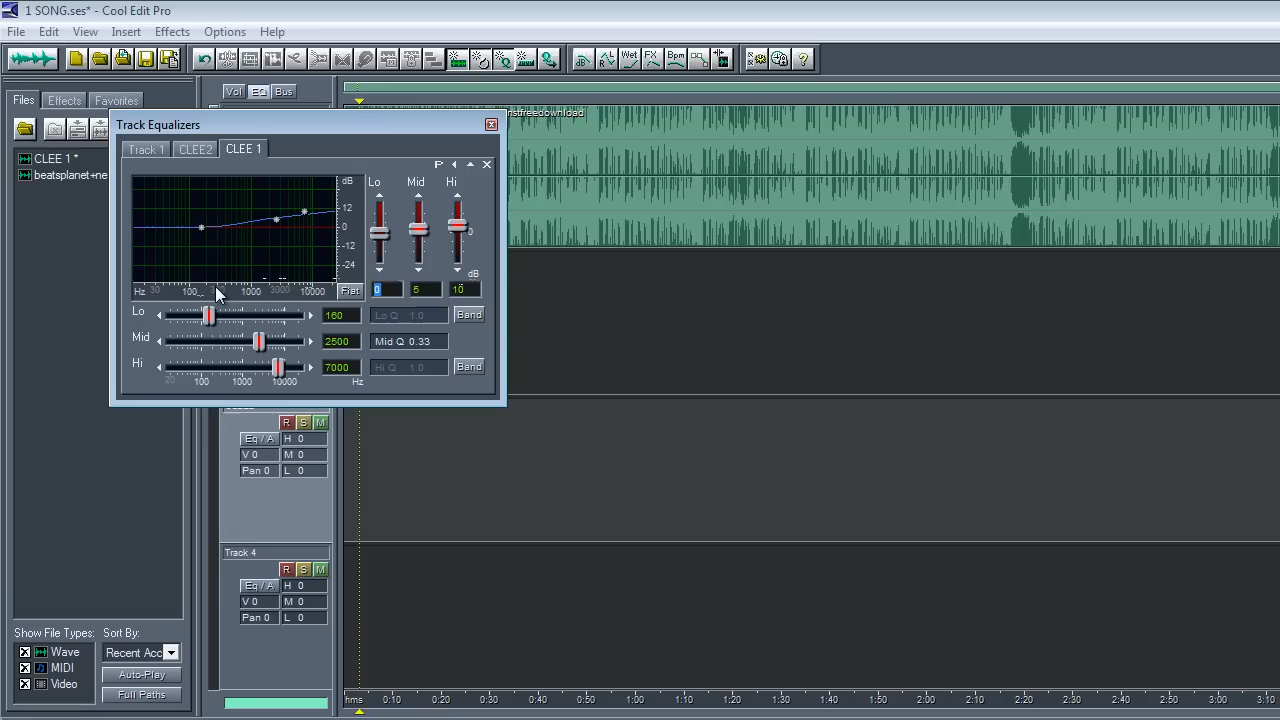 1 SONG.ses* - Cool Edit Pro
File Edit View Insert Effects Options Help
Files Effects Favorites
CLEE 1 *
beatsplanet+ne
Vol EQ Bus
nsfreedownload
Track Equalizers
Track 1 CLEE2 CLEE 1
P
Lo Mid Hi
dB
12
0
-12
-24
0
dB
Hz 30 100 1000 3000 10000 Flat
0 5 10
Lo 160 Lo Q 1.0 Band
Mid 2500 Mid Q 0.33
Hi 7000 Hi Q 1.0 Band
20 100 1000 10000 Hz
R S M
Eq / A H 0
V 0 M 0
Pan 0 L 0
Track 4
R S M
Eq / A H 0
V 0 M 0
Pan 0 L 0
Show File Types: Sort By:
Wave Recent Acc
MIDI Auto-Play
Video Full Paths
hms 0:10 0:20 0:30 0:40 0:50 1:00 1:10 1:20 1:30 1:40 1:50 2:00 2:10 2:20 2:30 2:40 2:50 3:00 3:10